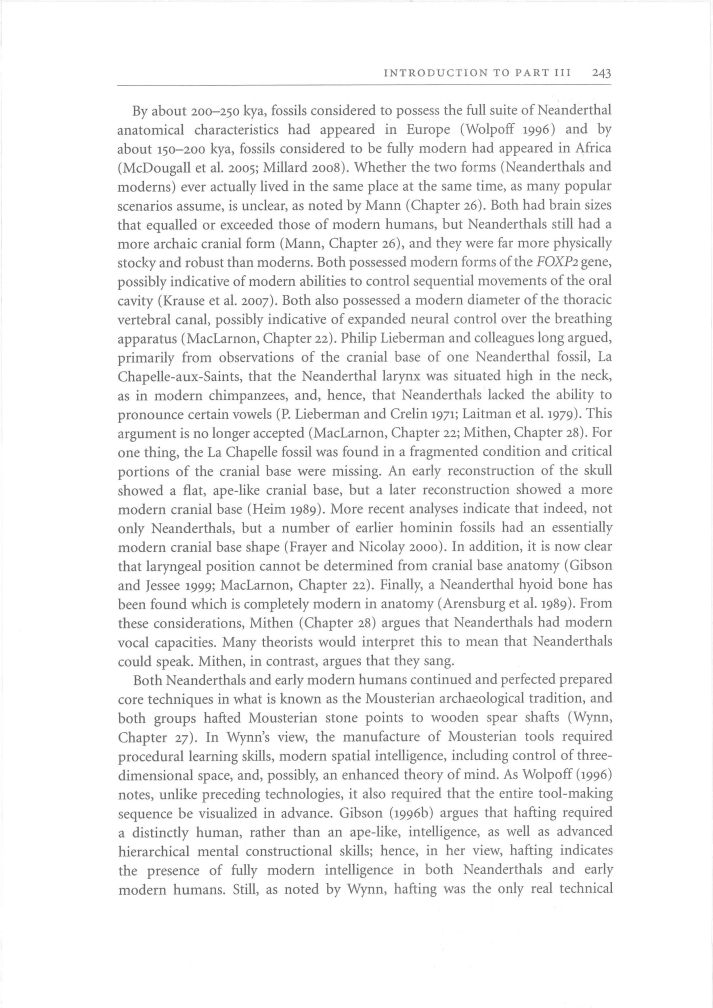 INTRODUCTION TO PART III 243
By about 200–250 kya, fossils considered to possess the full suite of Neanderthal
anatomical characteristics had appeared in Europe (Wolpoff 1996) and by
about 150–200 kya, fossils considered to be fully modern had appeared in Africa
(McDougall et al. 2005; Millard 2008). Whether the two forms (Neanderthals and
moderns) ever actually lived in the same place at the same time, as many popular
scenarios assume, is unclear, as noted by Mann (Chapter 26). Both had brain sizes
that equalled or exceeded those of modern humans, but Neanderthals still had a
more archaic cranial form (Mann, Chapter 26), and they were far more physically
stocky and robust than moderns. Both possessed modern forms of the FOXP2 gene,
possibly indicative of modern abilities to control sequential movements of the oral
cavity (Krause et al. 2007). Both also possessed a modern diameter of the thoracic
vertebral canal, possibly indicative of expanded neural control over the breathing
apparatus (MacLarnon, Chapter 22). Philip Lieberman and colleagues long argued,
primarily from observations of the cranial base of one Neanderthal fossil, La
Chapelle-aux-Saints, that the Neanderthal larynx was situated high in the neck,
as in modern chimpanzees, and, hence, that Neanderthals lacked the ability to
pronounce certain vowels (P. Lieberman and Crelin 1971; Laitman et al. 1979). This
argument is no longer accepted (MacLarnon, Chapter 22; Mithen, Chapter 28). For
one thing, the La Chapelle fossil was found in a fragmented condition and critical
portions of the cranial base were missing. An early reconstruction of the skull
showed a flat, ape-like cranial base, but a later reconstruction showed a more
modern cranial base (Heim 1989). More recent analyses indicate that indeed, not
only Neanderthals, but a number of earlier hominin fossils had an essentially
modern cranial base shape (Frayer and Nicolay 2000). In addition, it is now clear
that laryngeal position cannot be determined from cranial base anatomy (Gibson
and Jessee 1999; MacLarnon, Chapter 22). Finally, a Neanderthal hyoid bone has
been found which is completely modern in anatomy (Arensburg et al. 1989). From
these considerations, Mithen (Chapter 28) argues that Neanderthals had modern
vocal capacities. Many theorists would interpret this to mean that Neanderthals
could speak. Mithen, in contrast, argues that they sang.
Both Neanderthals and early modern humans continued and perfected prepared
core techniques in what is known as the Mousterian archaeological tradition, and
both groups hafted Mousterian stone points to wooden spear shafts (Wynn,
Chapter 27). In Wynn's view, the manufacture of Mousterian tools required
procedural learning skills, modern spatial intelligence, including control of three-
dimensional space, and, possibly, an enhanced theory of mind. As Wolpoff (1996)
notes, unlike preceding technologies, it also required that the entire tool-making
sequence be visualized in advance. Gibson (1996b) argues that hafting required
a distinctly human, rather than an ape-like, intelligence, as well as advanced
hierarchical mental constructional skills; hence, in her view, hafting indicates
the presence of fully modern intelligence in both Neanderthals and early
modern humans. Still, as noted by Wynn, hafting was the only real technical